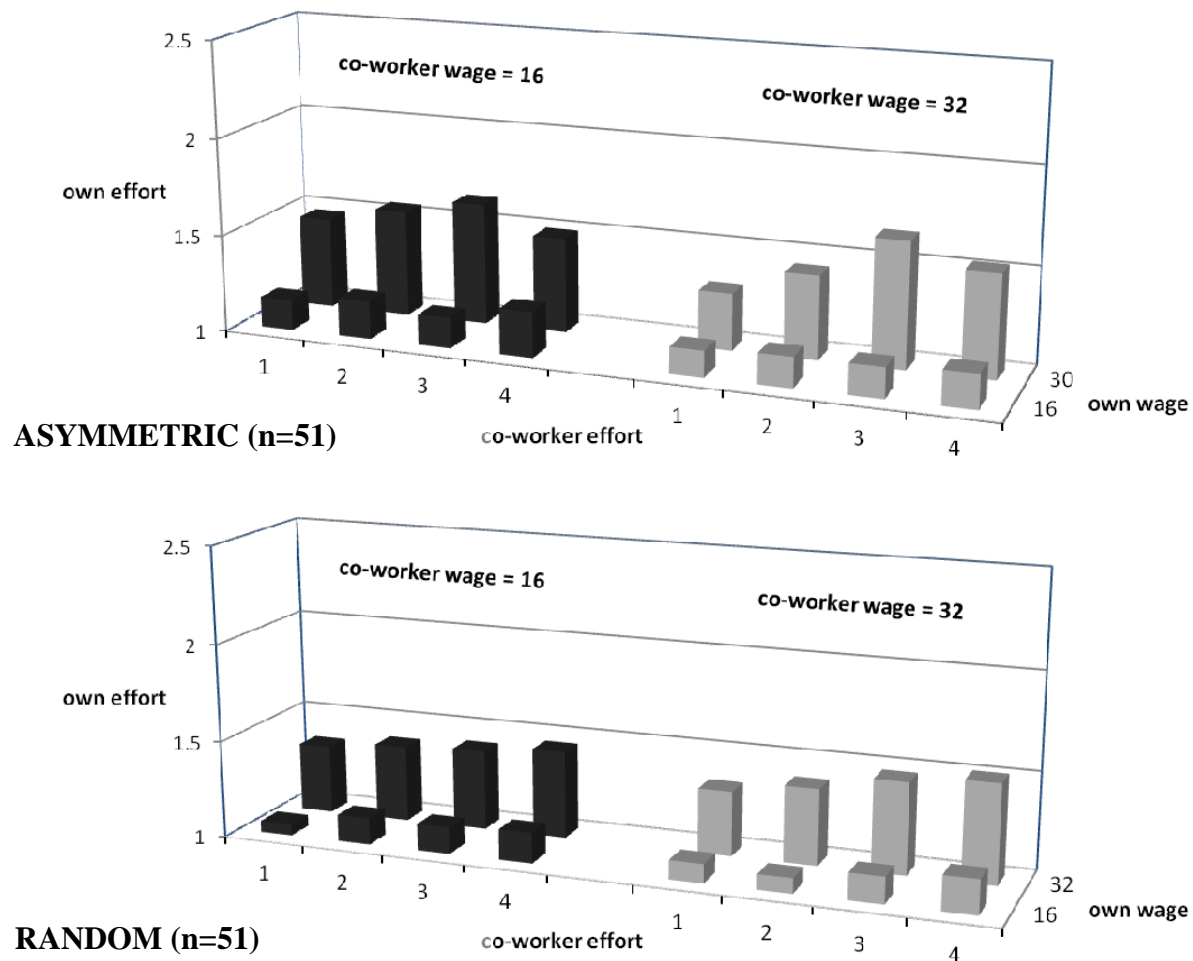 2.5
co-worker wage = 16
co-worker wage = 32
2
own effort
1.5
1
1 2 3 4 1 2 3 4
30
16 own wage
ASYMMETRIC (n=51)
co-worker effort
2.5
co-worker wage = 16
co-worker wage = 32
2
own effort
1.5
1
1 2 3 4 1 2 3 4
32
16 own wage
RANDOM (n=51)
co-worker effort